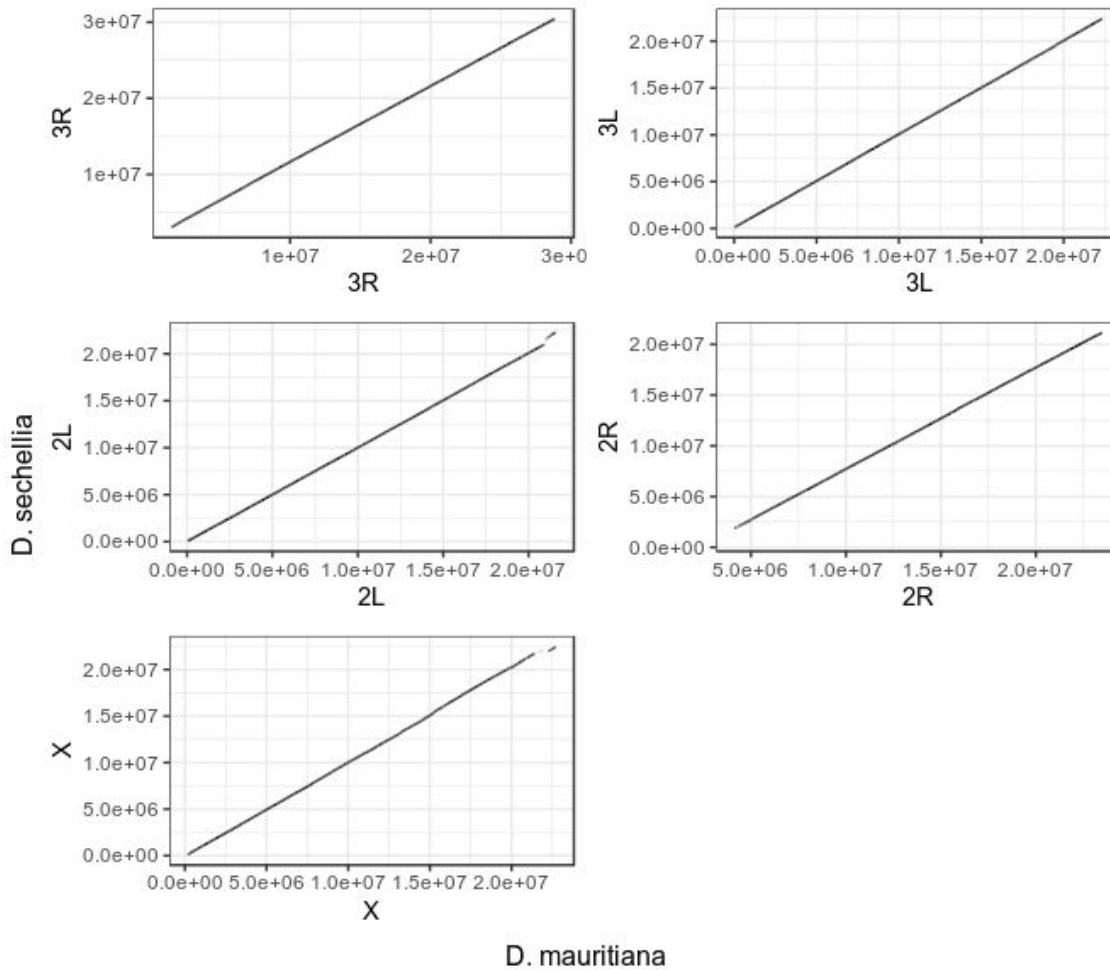 3e+07
2e+07
1e+07
3R
1e+07 2e+07 3e+0
3R
2.0e+07
1.5e+07
1.0e+07
5.0e+06
0.0e+00
3L
0.0e+00 5.0e+06 1.0e+07 1.5e+07 2.0e+07
3L
D. sechellia
2.0e+07
1.5e+07
1.0e+07
5.0e+06
0.0e+00
2L
0.0e+00 5.0e+06 1.0e+07 1.5e+07 2.0e+07
2L
2.0e+07
1.5e+07
1.0e+07
5.0e+06
0.0e+00
2R
5.0e+06 1.0e+07 1.5e+07 2.0e+07
2R
2.0e+07
1.5e+07
1.0e+07
5.0e+06
0.0e+00
X
0.0e+00 5.0e+06 1.0e+07 1.5e+07 2.0e+07
X
D. mauritiana